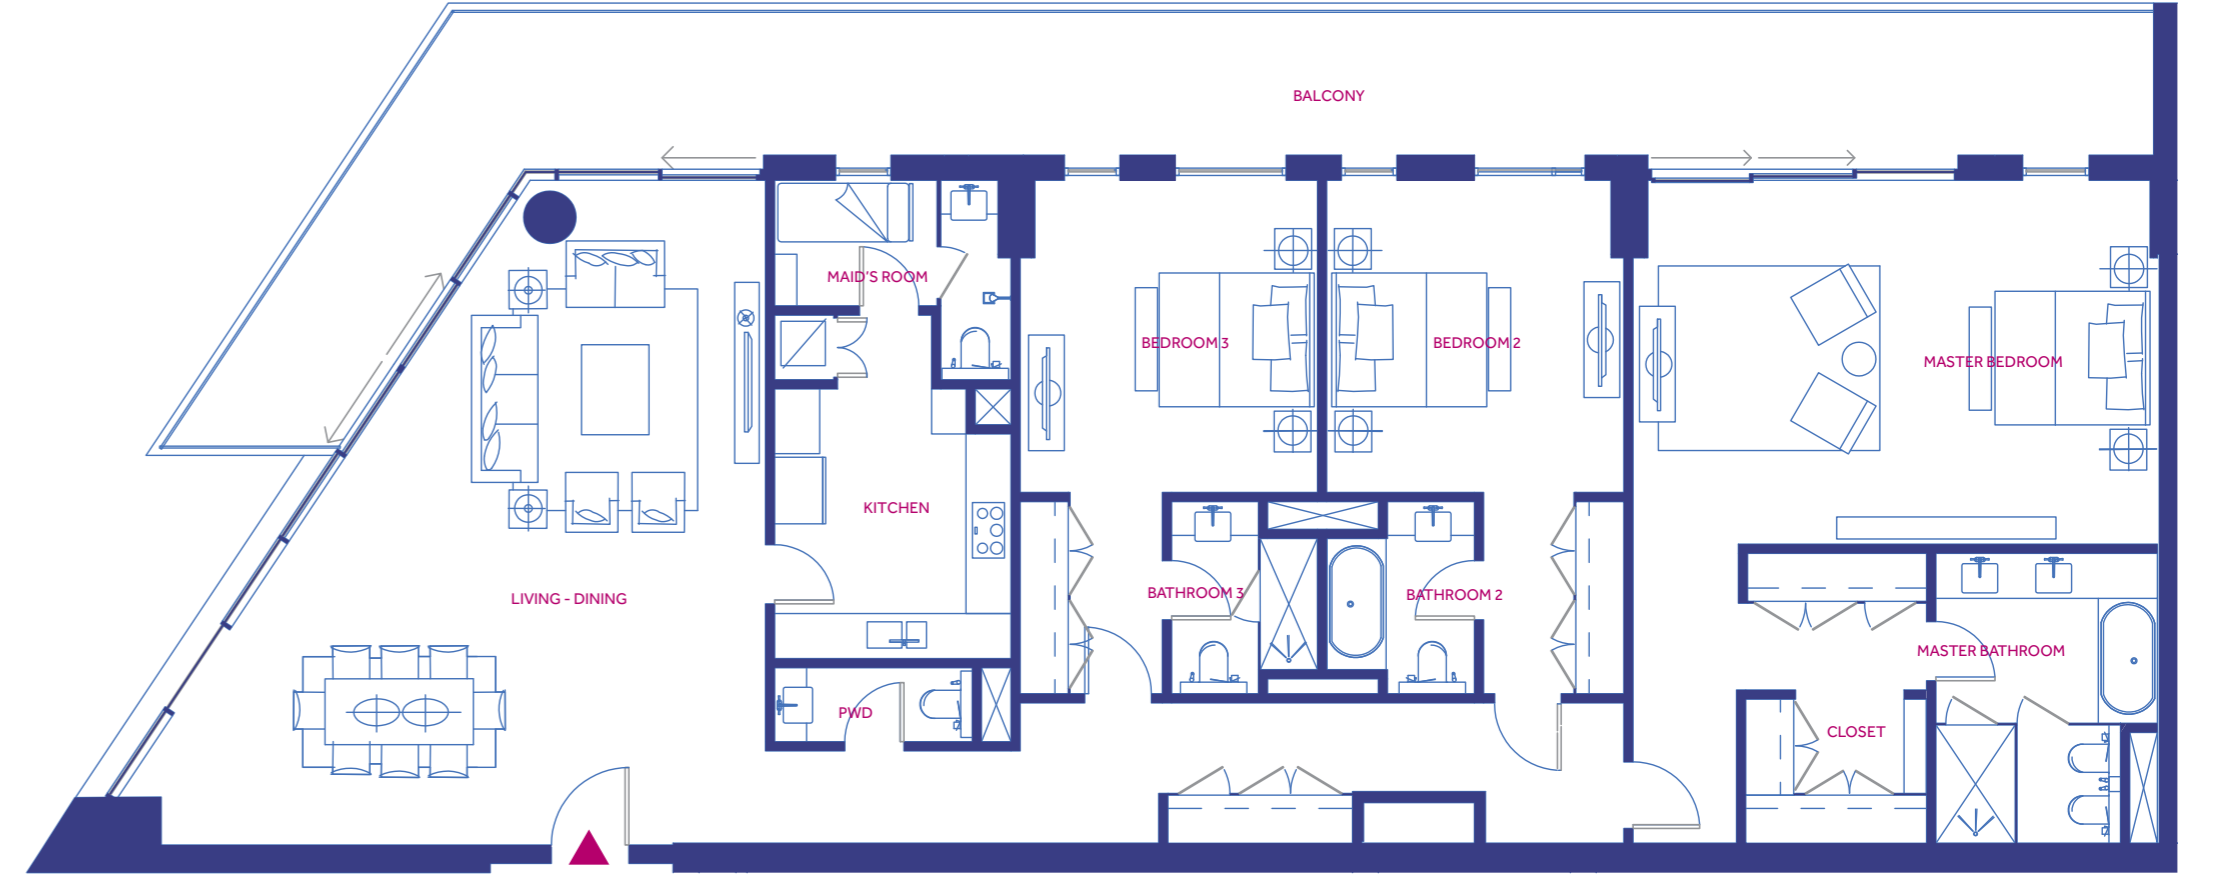 BALCONY
MAID'S ROOM
BEDROOM 3
BEDROOM 2
MASTER BEDROOM
KITCHEN
LIVING - DINING
BATHROOM 3
BATHROOM 2
MASTER BATHROOM
PWD
CLOSET